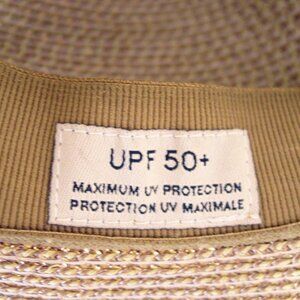 UPF 50+
MAXIMUM UV PROTECTION
PROTECTION UV MAXIMALE